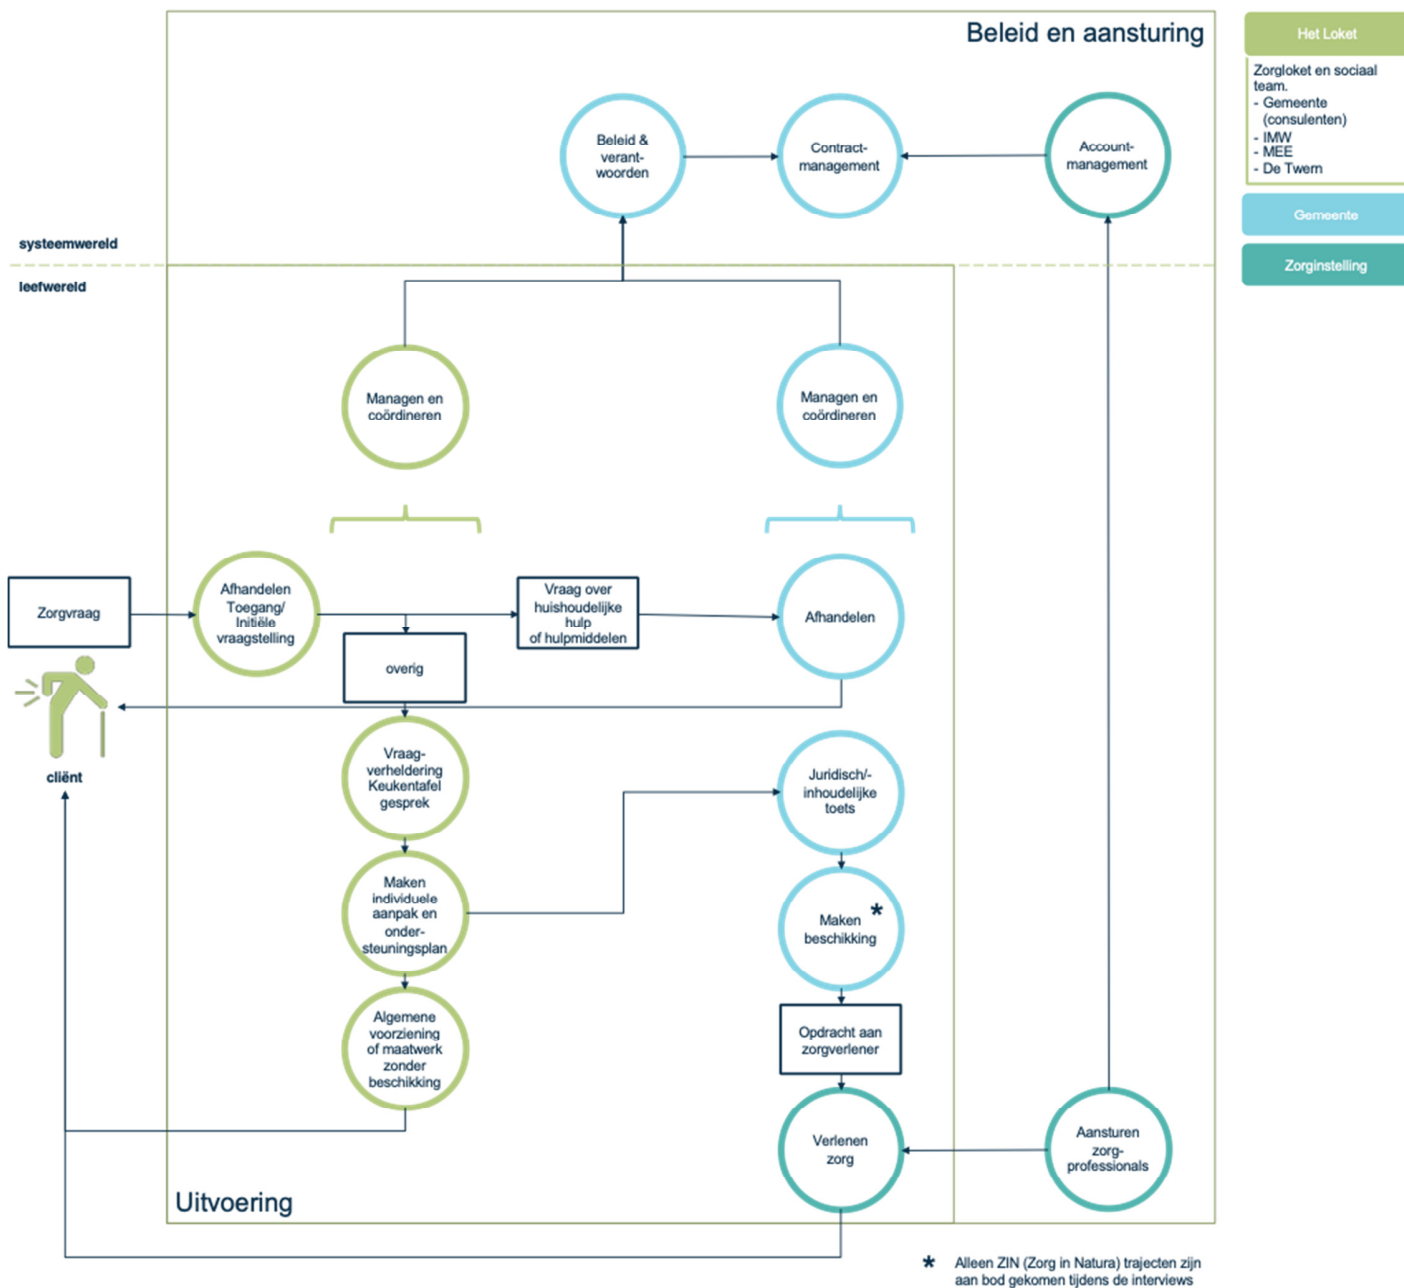 Beleid en aansturing
Het Loket
Zorgloket en sociaal
team.
- Gemeente
(consulenten)
- IMW
- MEE
- De Twern
Gemeente
Zorginstelling
Beleid &
verant-
woorden
Contract-
management
Account-
management
systeemwereld
leefwereld
Managen en
coördineren
Managen en
coördineren
Zorgvraag
Afhandelen
Toegang/
Initiële
vraagstelling
Vraag over
huishoudelijke
hulp
of hulpmiddelen
Afhandelen
overig
cliënt
Vraag-
verheldering
Keukentafel
gesprek
Juridisch/-
inhoudelijke
toets
Maken
individuele
aanpak en
onder-
steuningsplan
Maken *
beschikking
Algemene
voorziening
of maatwerk
zonder
beschikking
Opdracht aan
zorgverlener
Verlenen
zorg
Aansturen
zorg-
professionals
Uitvoering
* Alleen ZIN (Zorg in Natura) trajecten zijn
aan bod gekomen tijdens de interviews